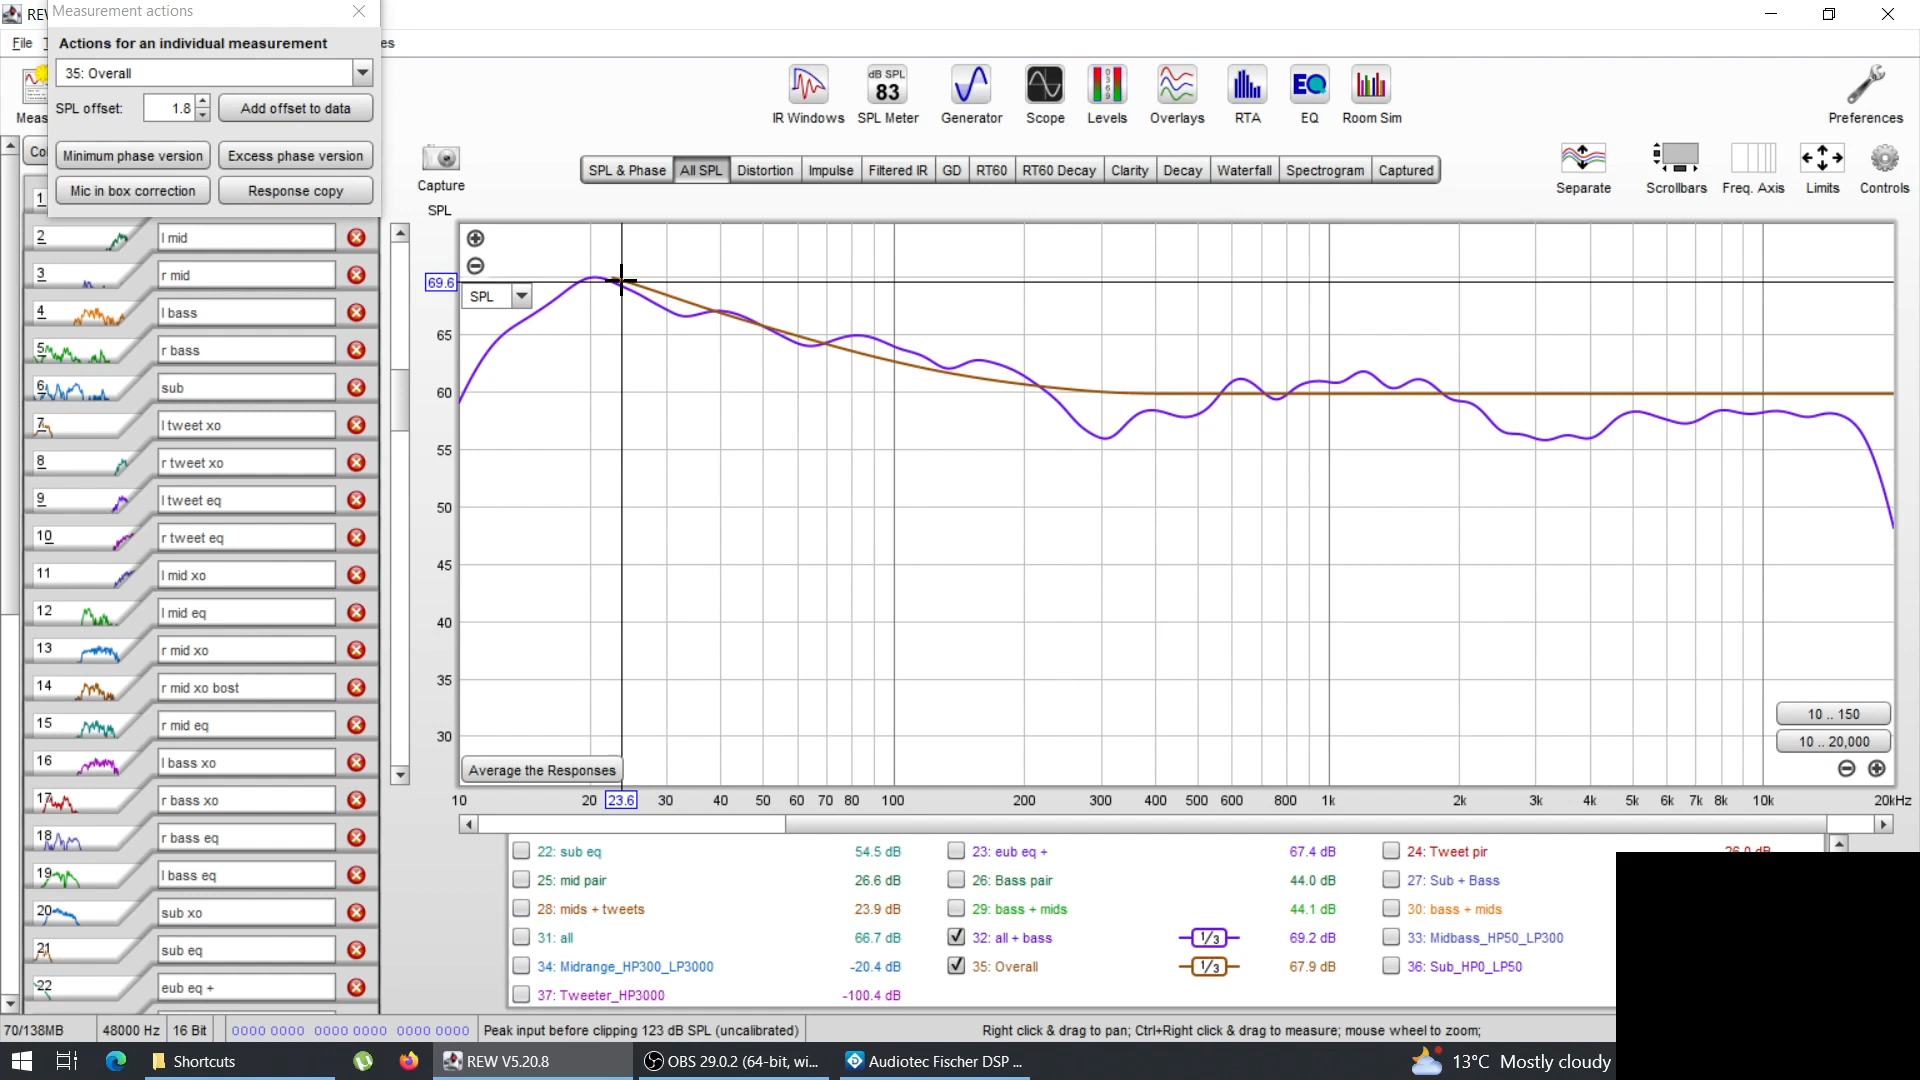 REW
Measurement actions
File
es
Actions for an individual measurement
35: Overall
SPL offset:
1.8
Add offset to data
Minimum phase version
Excess phase version
Mic in box correction
Response copy
Meas
Co
dB SPL
83
EQ
IR Windows
SPL Meter
Generator
Scope
Levels
Overlays
RTA
EQ
Room Sim
Preferences
Capture
SPL & Phase
All SPL
Distortion
Impulse
Filtered IR
GD
RT60
RT60 Decay
Clarity
Decay
Waterfall
Spectrogram
Captured
Separate
Scrollbars
Freq. Axis
Limits
Controls
1
2 l mid
3 r mid
4 l bass
5 r bass
6 sub
7 l tweet xo
8 r tweet xo
9 l tweet eq
10 r tweet eq
11 l mid xo
12 l mid eq
13 r mid xo
14 r mid xo bost
15 r mid eq
16 l bass xo
17 r bass xo
18 r bass eq
19 l bass eq
20 sub xo
21 sub eq
22 eub eq +
SPL
69.6
SPL
65
60
55
50
45
40
35
30
10 .. 150
10 .. 20,000
Average the Responses
10 20 23.6 30 40 50 60 70 80 100 200 300 400 500 600 800 1k 2k 3k 4k 5k 6k 7k 8k 10k 20kHz
22: sub eq 54.5 dB 23: eub eq + 67.4 dB 24: Tweet pir 26.0 dB
25: mid pair 26.6 dB 26: Bass pair 44.0 dB 27: Sub + Bass
28: mids + tweets 23.9 dB 29: bass + mids 44.1 dB 30: bass + mids
31: all 66.7 dB 32: all + bass 1/3 69.2 dB 33: Midbass_HP50_LP300
34: Midrange_HP300_LP3000 -20.4 dB 35: Overall 1/3 67.9 dB 36: Sub_HP0_LP50
37: Tweeter_HP3000 -100.4 dB
70/138MB
48000 Hz
16 Bit
0000 0000 0000 0000 0000 0000
Peak input before clipping 123 dB SPL (uncalibrated)
Right click & drag to pan; Ctrl+Right click & drag to measure; mouse wheel to zoom;
Shortcuts
REW V5.20.8
OBS 29.0.2 (64-bit, wi...
Audiotec Fischer DSP ...
13°C Mostly cloudy